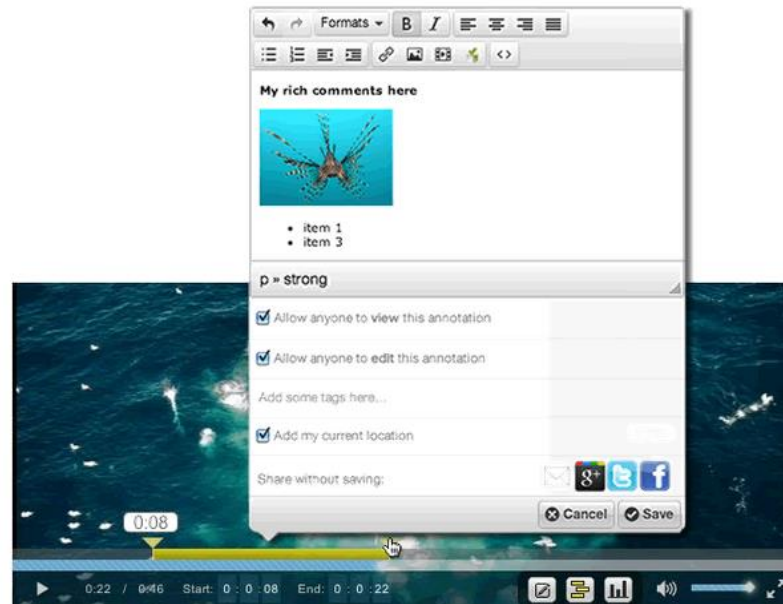 Formats
B I
My rich comments here
• item 1
• item 3
p » strong
Allow anyone to view this annotation
Allow anyone to edit this annotation
Add some tags here...
Add my current location
Share without saving:
g+ t f
Cancel Save
0:08
0:22 / 0:46 Start: 0 : 0 : 08 End: 0 : 0 : 22